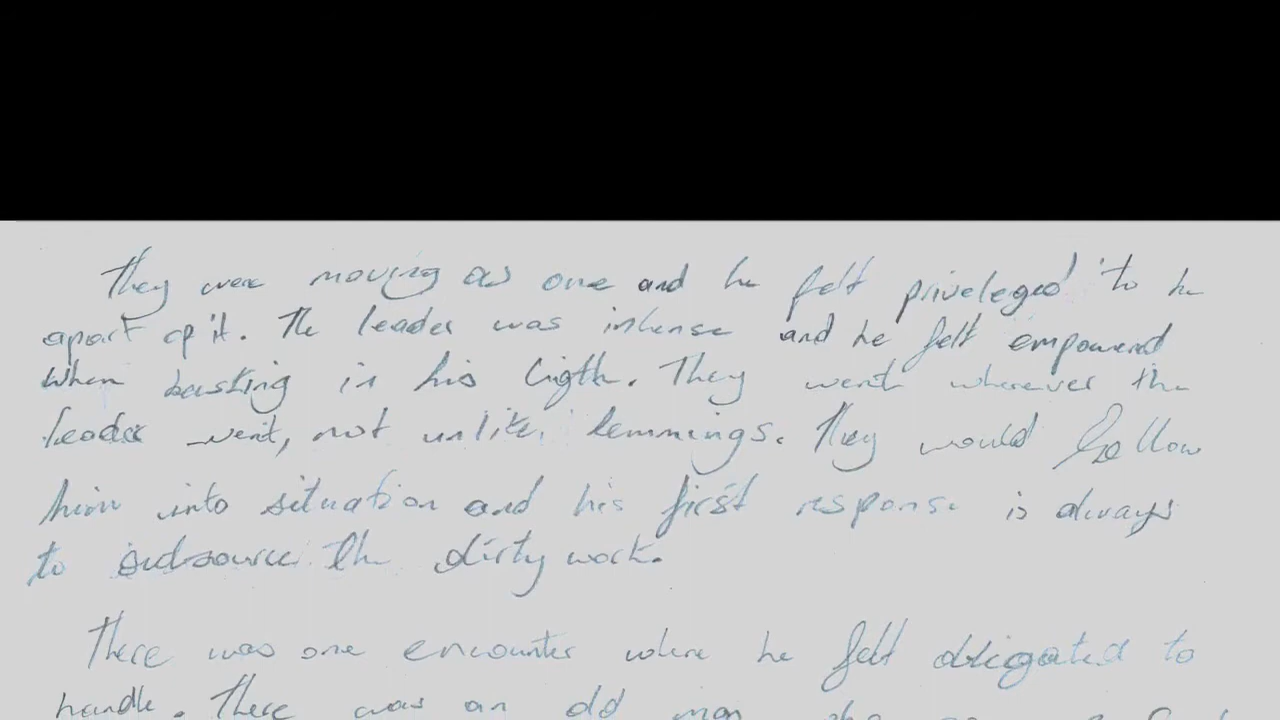 They were moving as one and he felt priveleged to be
apart of it. The leader was intense and he felt empowered
when basking in his ligth. They went wherever the
leader went, not unlike lemmings. They would follow
him into situation and his first response is always
to outsource the dirty work.
There was one encounter where he felt obligated to
handle. There was an old man